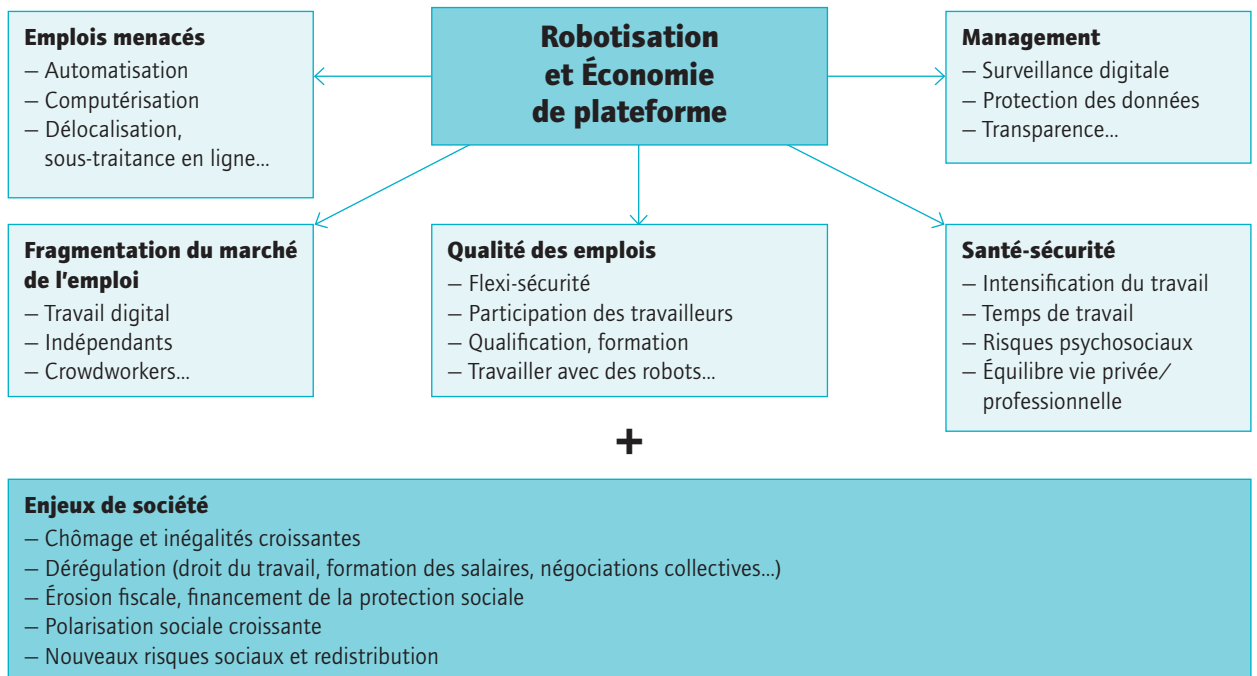 Robotisation
et Économie
de plateforme
Emplois menacés
– Automatisation
– Computérisation
– Délocalisation,
sous-traitance en ligne...
Management
– Surveillance digitale
– Protection des données
– Transparence...
Fragmentation du marché
de l'emploi
– Travail digital
– Indépendants
– Crowdworkers...
Qualité des emplois
– Flexi-sécurité
– Participation des travailleurs
– Qualification, formation
– Travailler avec des robots...
Santé-sécurité
– Intensification du travail
– Temps de travail
– Risques psychosociaux
– Équilibre vie privée/
professionnelle
+
Enjeux de société
– Chômage et inégalités croissantes
– Dérégulation (droit du travail, formation des salaires, négociations collectives...)
– Érosion fiscale, financement de la protection sociale
– Polarisation sociale croissante
– Nouveaux risques sociaux et redistribution